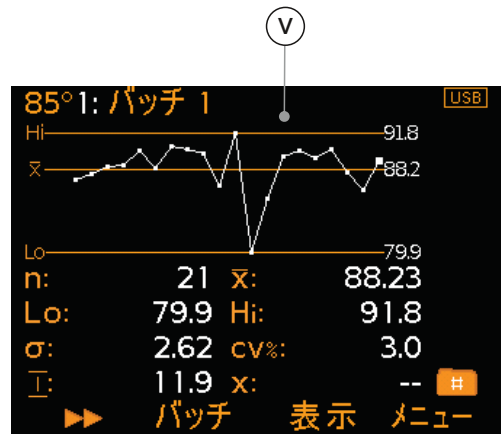 V
85°1: バッチ 1 USB
Hi 91.8
x̅ 88.2
Lo 79.9
n: 21 x̅: 88.23
Lo: 79.9 Hi: 91.8
σ: 2.62 cv%: 3.0
工: 11.9 x: -- #
バッチ 表示 メニュー